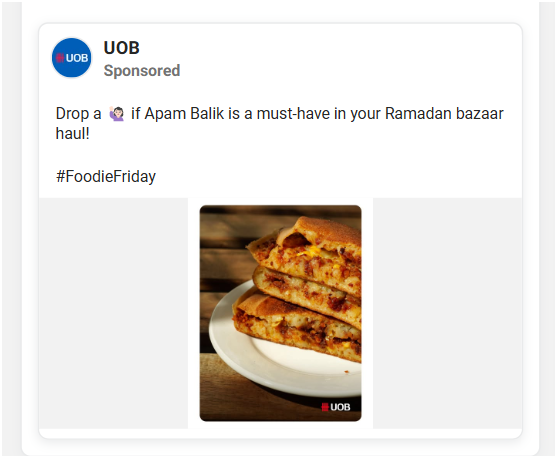 UOB
UOB
Sponsored
Drop a 🙋🏻‍♀️ if Apam Balik is a must-have in your Ramadan bazaar
haul!
#FoodieFriday
UOB